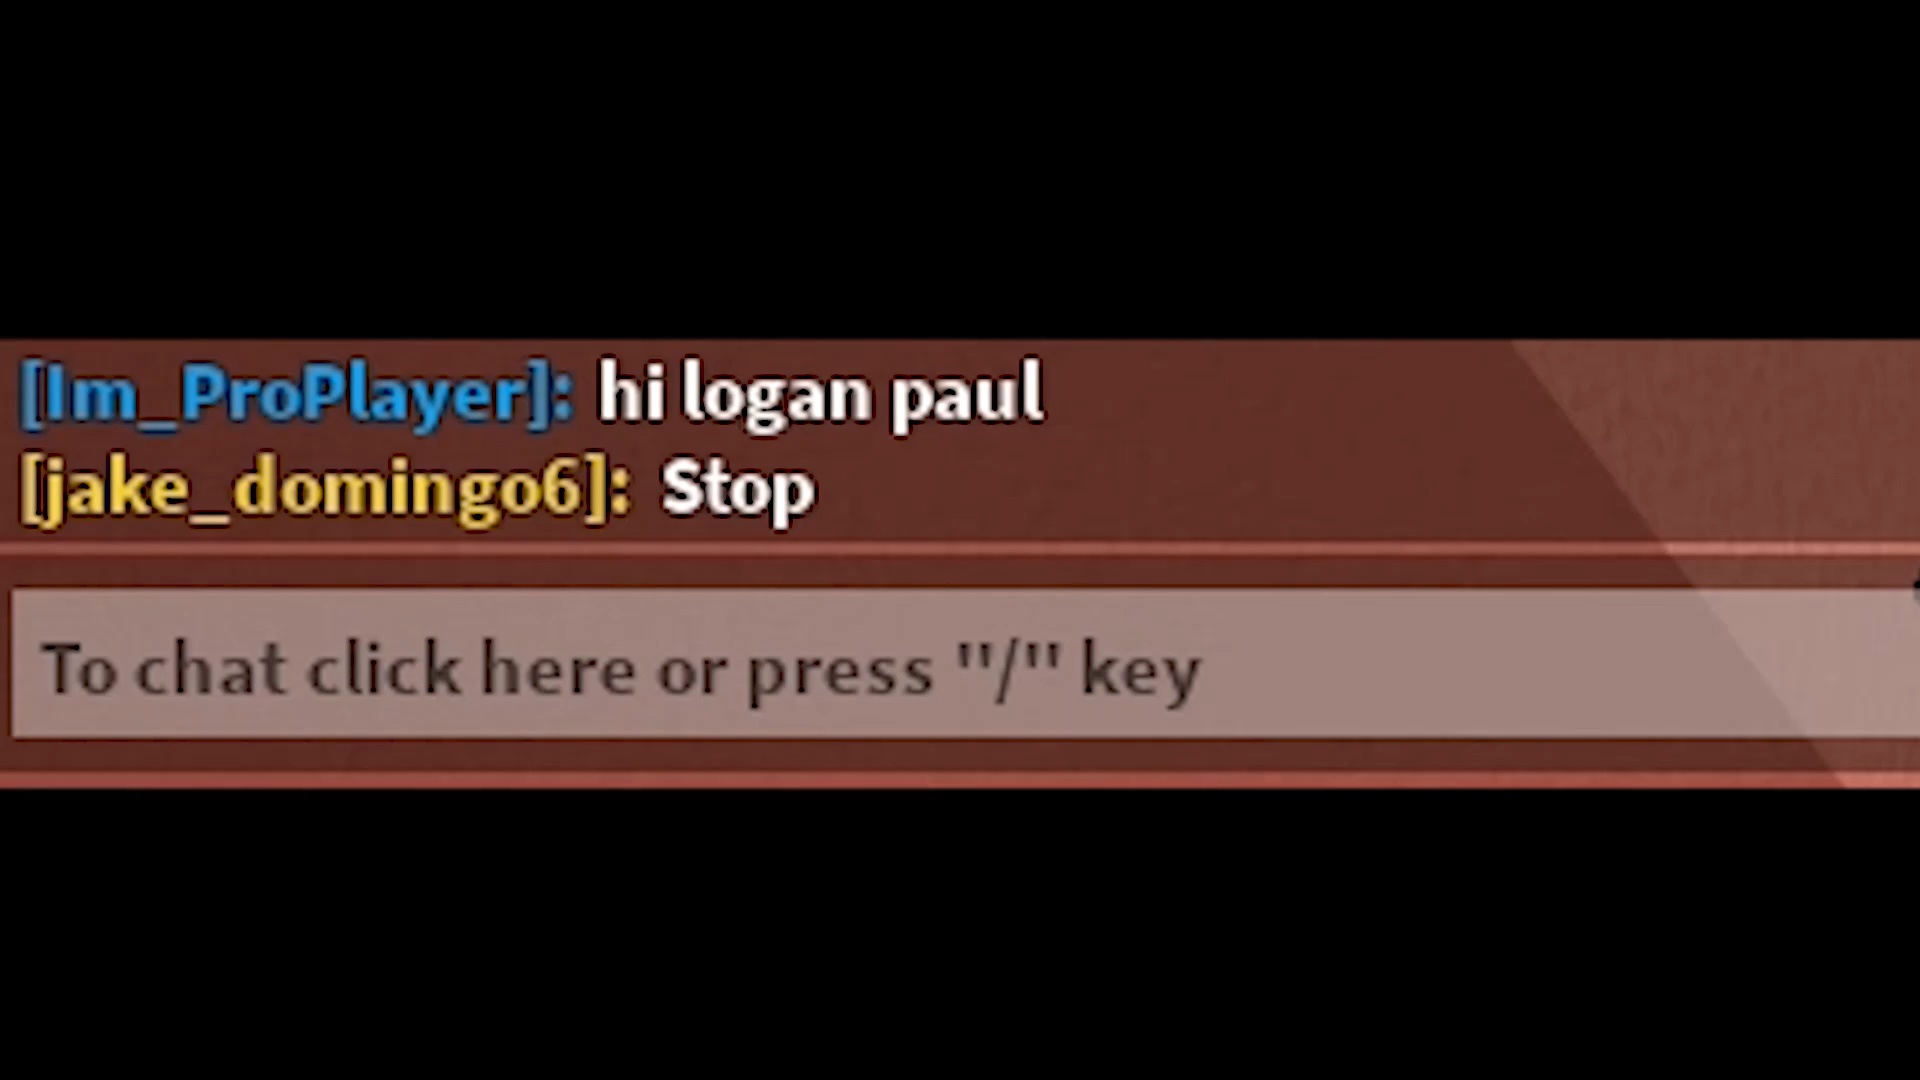 [Im_ProPlayer]: hi logan paul
[jake_domingo6]: Stop
To chat click here or press "/" key